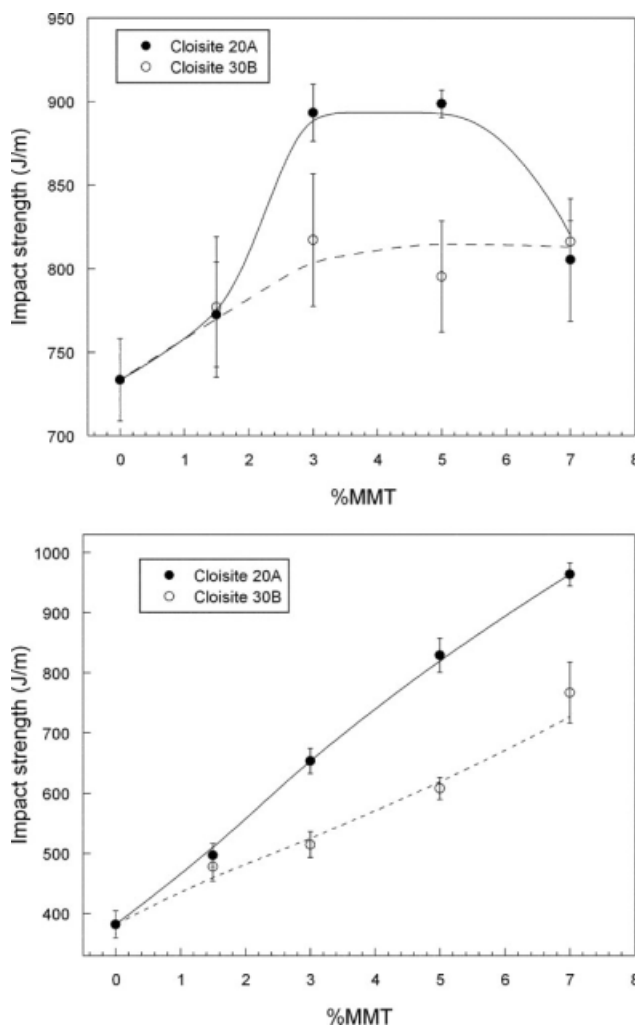 950
900
850
800
750
700
Impact strength (J/m)
Cloisite 20A
Cloisite 30B
0 1 2 3 4 5 6 7 8
%MMT
1000
900
800
700
600
500
400
Impact strength (J/m)
Cloisite 20A
Cloisite 30B
0 1 2 3 4 5 6 7 8
%MMT